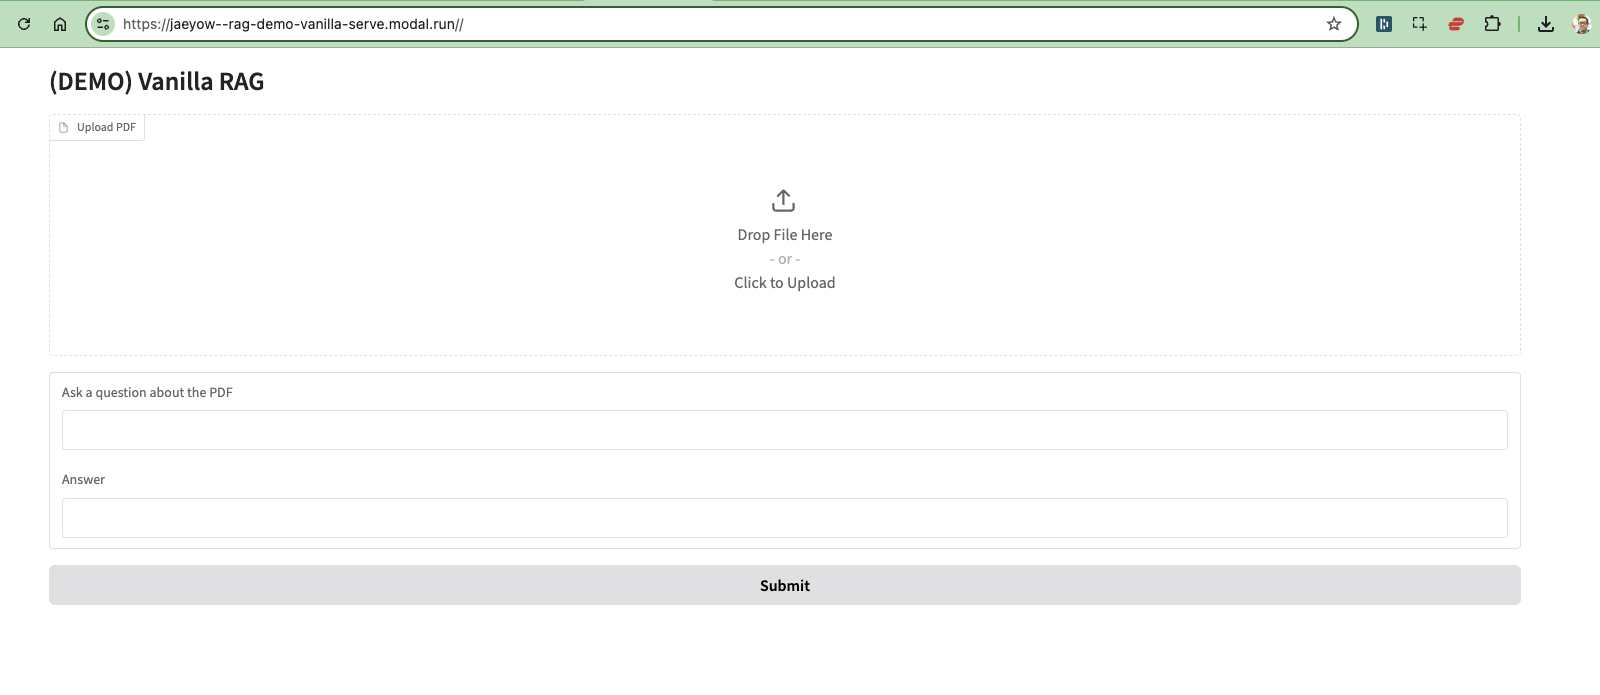 https://jaeyow--rag-demo-vanilla-serve.modal.run//
(DEMO) Vanilla RAG
Upload PDF
Drop File Here
- or -
Click to Upload
Ask a question about the PDF
Answer
Submit